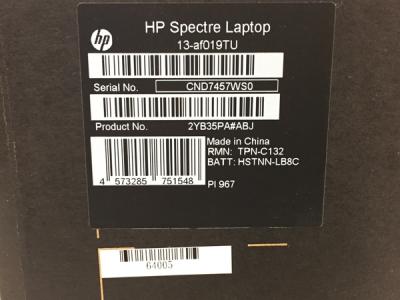 hp
HP Spectre Laptop
13-af019TU
Serial No. CND7457WS0
Product No. 2YB35PA#ABJ
Made in China
RMN: TPN-C132
BATT: HSTNN-LB8C
4 573285 751548
PI 967
64005